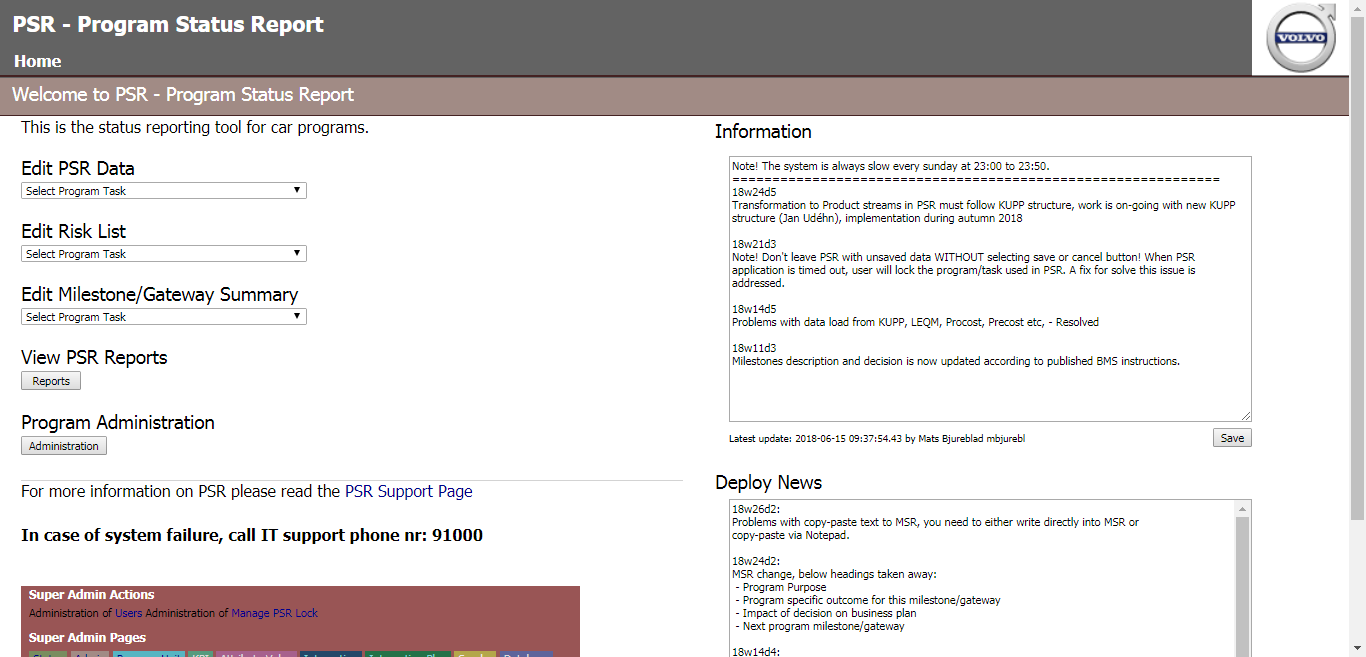 PSR - Program Status Report
Home
VOLVO
Welcome to PSR - Program Status Report
This is the status reporting tool for car programs.
Edit PSR Data
Select Program Task
Edit Risk List
Select Program Task
Edit Milestone/Gateway Summary
Select Program Task
View PSR Reports
Reports
Program Administration
Administration
For more information on PSR please read the PSR Support Page
In case of system failure, call IT support phone nr: 91000
Super Admin Actions
Administration of Users Administration of Manage PSR Lock
Super Admin Pages
Information
Note! The system is always slow every sunday at 23:00 to 23:50.
=============================================================
18w24d5
Transformation to Product streams in PSR must follow KUPP structure, work is on-going with new KUPP
structure (Jan Udéhn), implementation during autumn 2018
18w21d3
Note! Don't leave PSR with unsaved data WITHOUT selecting save or cancel button! When PSR
application is timed out, user will lock the program/task used in PSR. A fix for solve this issue is
addressed.
18w14d5
Problems with data load from KUPP, LEQM, Procost, Precost etc, - Resolved
18w11d3
Milestones description and decision is now updated according to published BMS instructions.
Latest update: 2018-06-15 09:37:54.43 by Mats Bjureblad mbjurebl
Save
Deploy News
18w26d2:
Problems with copy-paste text to MSR, you need to either write directly into MSR or
copy-paste via Notepad.
18w24d2:
MSR change, below headings taken away:
- Program Purpose
- Program specific outcome for this milestone/gateway
- Impact of decision on business plan
- Next program milestone/gateway
18w14d4: